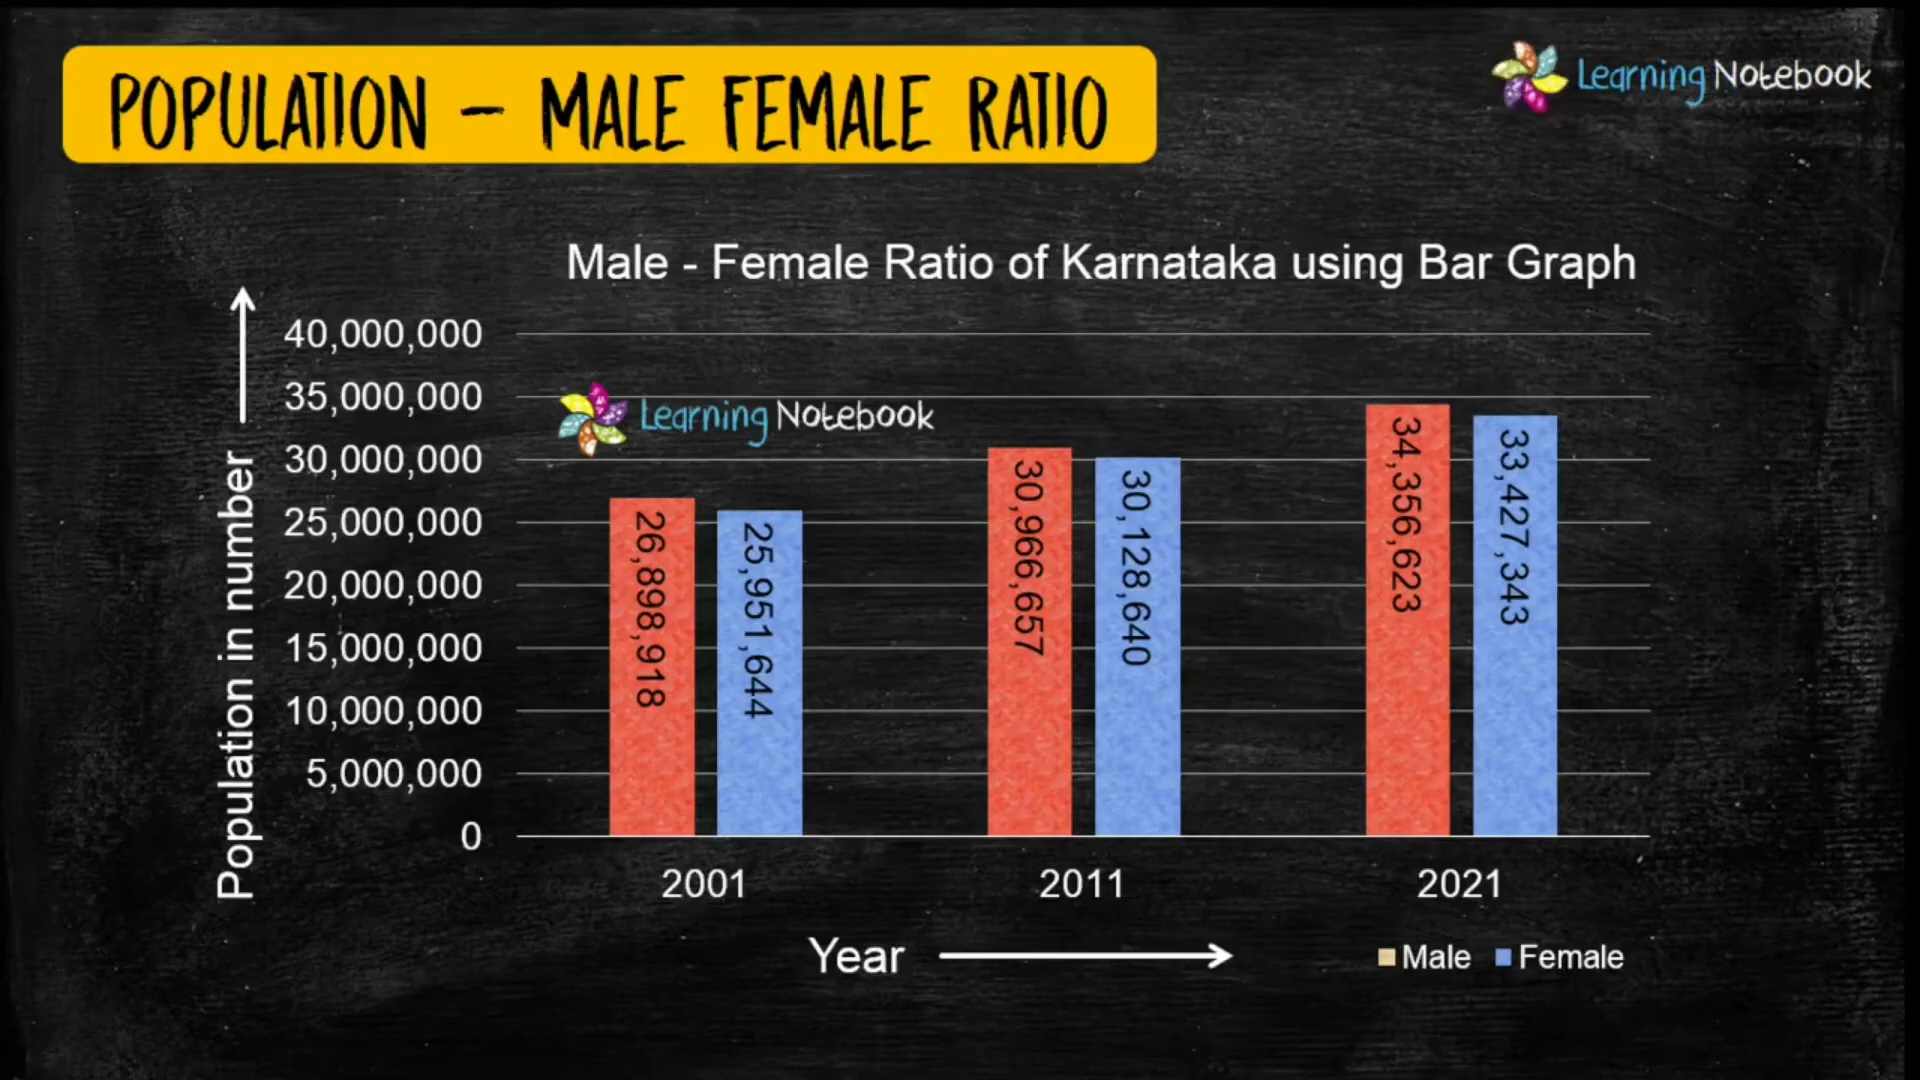 POPULATION - MALE FEMALE RATIO
Learning Notebook
Male - Female Ratio of Karnataka using Bar Graph
Population in number
40,000,000
35,000,000
30,000,000
25,000,000
20,000,000
15,000,000
10,000,000
5,000,000
0
Learning Notebook
26,898,918
25,951,644
30,966,657
30,128,640
34,356,623
33,427,343
2001 2011 2021
Year
Male Female